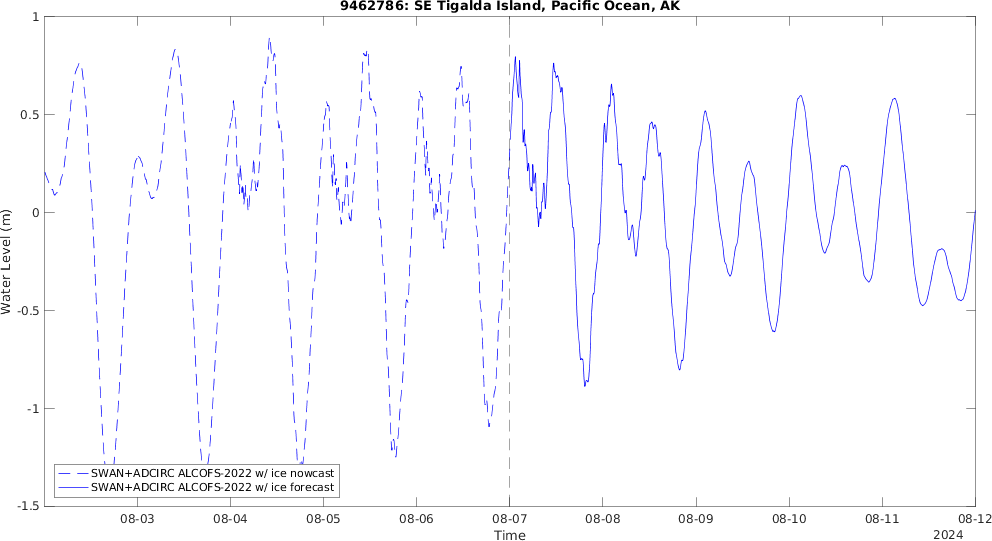 9462786: SE Tigalda Island, Pacific Ocean, AK
1
0.5
0
-0.5
-1
-1.5
Water Level (m)
SWAN+ADCIRC ALCOFS-2022 w/ ice nowcast
SWAN+ADCIRC ALCOFS-2022 w/ ice forecast
08-03 08-04 08-05 08-06 08-07 08-08 08-09 08-10 08-11 08-12
Time
2024